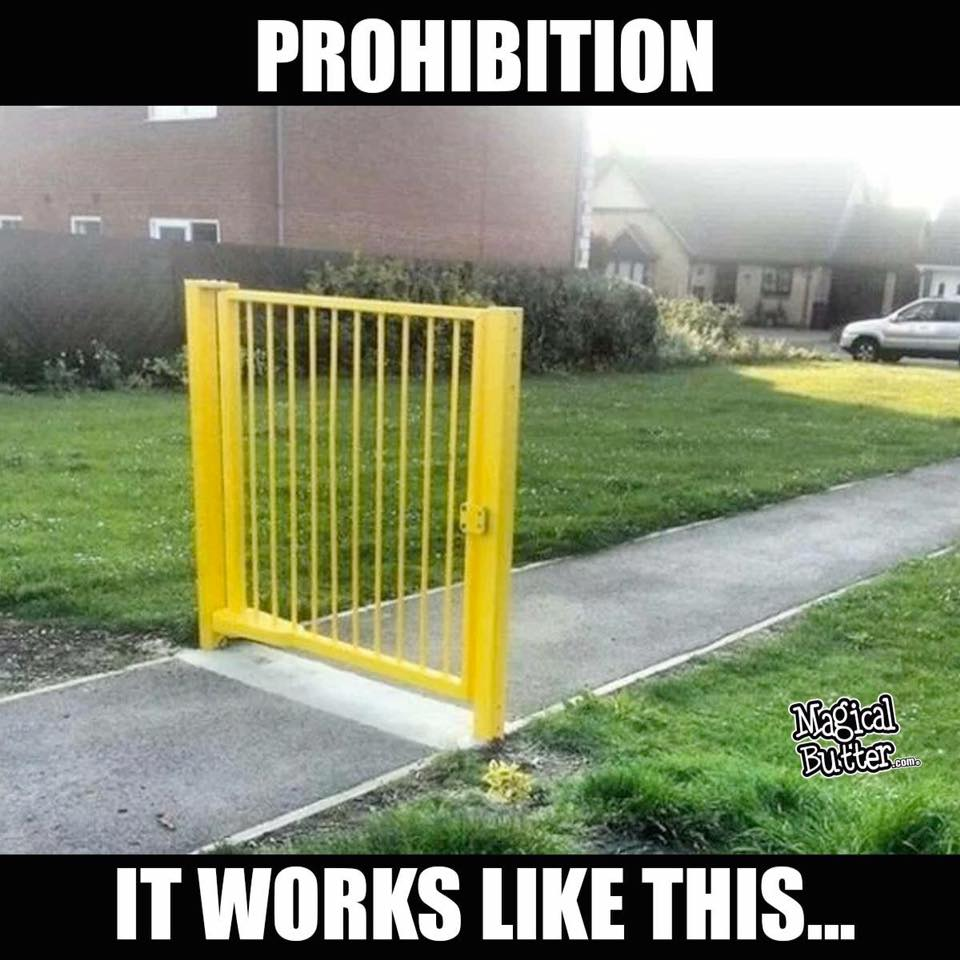 PROHIBITION
Magical
Butter.com
IT WORKS LIKE THIS...